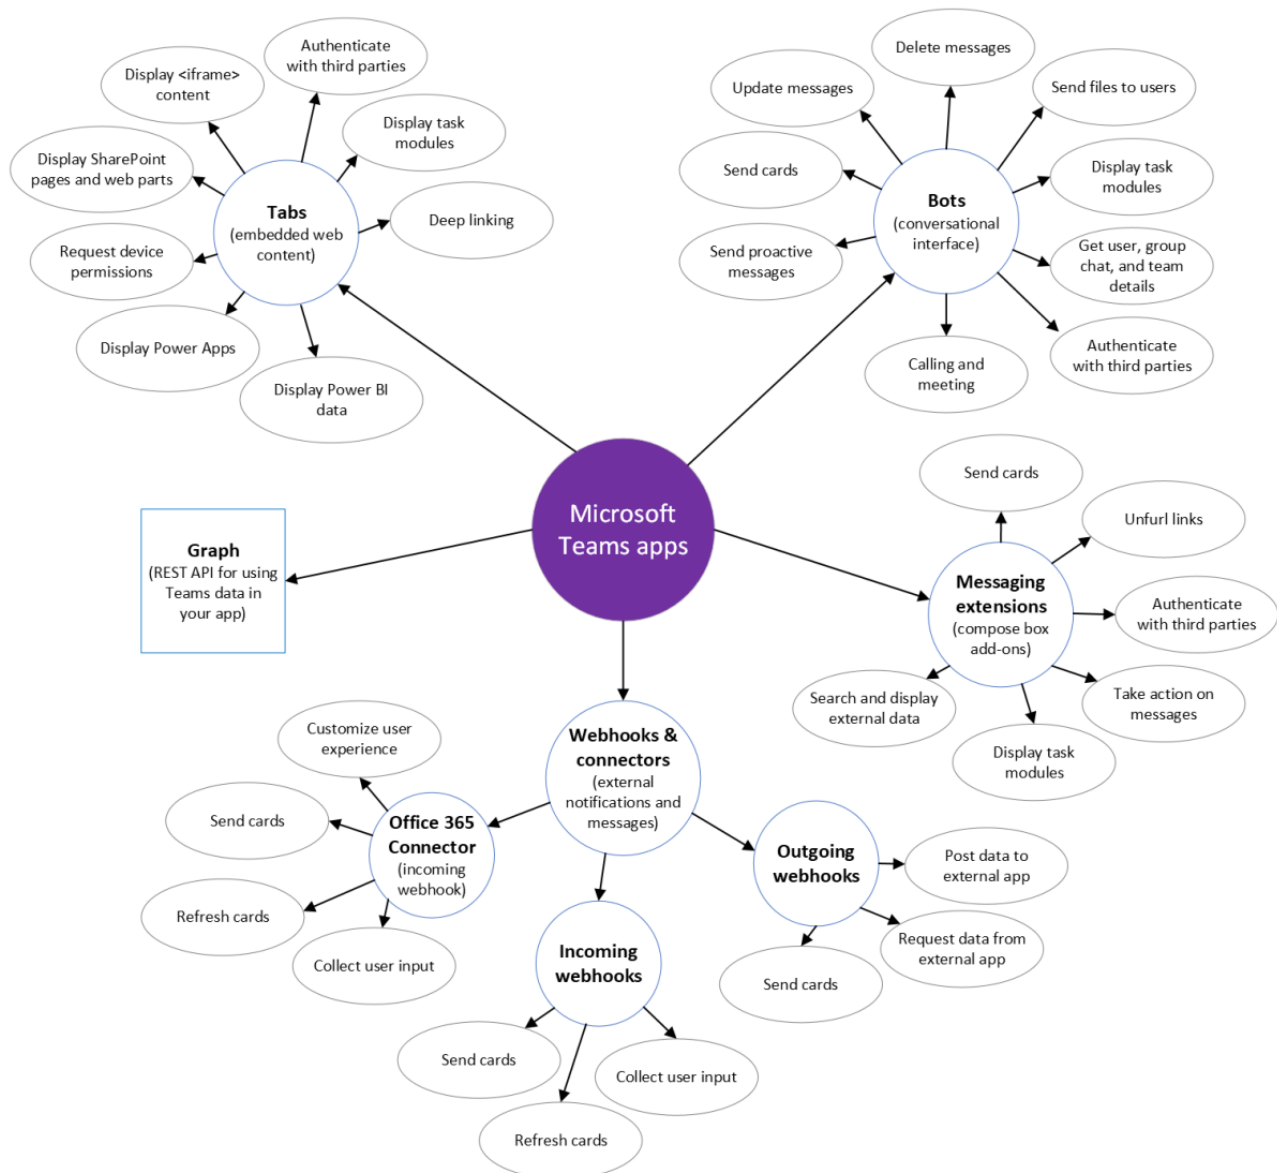 Authenticate
with third parties
Display <iframe>
content
Display task
modules
Display SharePoint
pages and web parts
Tabs
(embedded web
content)
Deep linking
Request device
permissions
Display Power Apps
Display Power BI
data
Delete messages
Update messages
Send files to users
Send cards
Display task
modules
Bots
(conversational
interface)
Send proactive
messages
Get user, group
chat, and team
details
Calling and
meeting
Authenticate
with third parties
Microsoft
Teams apps
Graph
(REST API for using
Teams data in
your app)
Send cards
Unfurl links
Messaging
extensions
(compose box
add-ons)
Authenticate
with third parties
Search and display
external data
Take action on
messages
Display task
modules
Webhooks &
connectors
(external
notifications and
messages)
Customize user
experience
Send cards
Office 365
Connector
(incoming
webhook)
Refresh cards
Collect user input
Outgoing
webhooks
Post data to
external app
Request data from
external app
Send cards
Incoming
webhooks
Send cards
Collect user input
Refresh cards